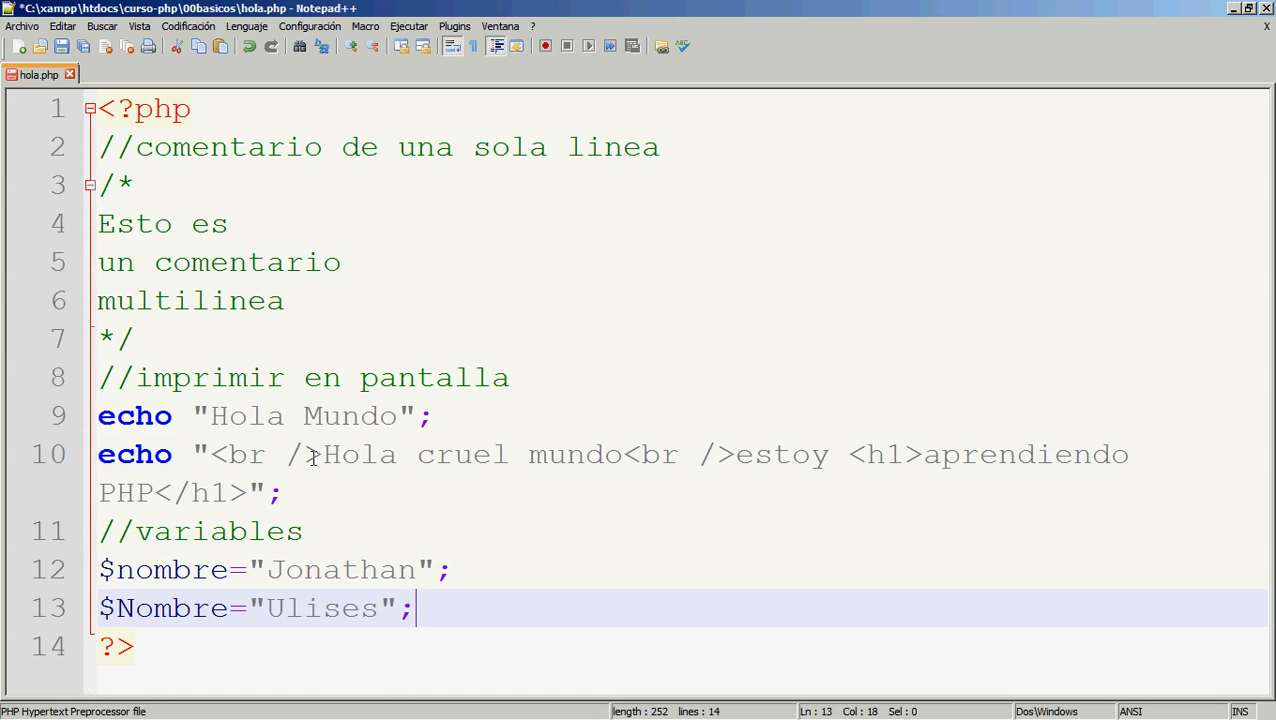 *C:\xampp\htdocs\curso-php\00basicos\hola.php - Notepad++
Archivo Editar Buscar Vista Codificación Lenguaje Configuración Macro Ejecutar Plugins Ventana ? X
hola.php
1 <?php
2 //comentario de una sola linea
3 /*
4 Esto es
5 un comentario
6 multilinea
7 */
8 //imprimir en pantalla
9 echo "Hola Mundo";
10 echo "<br />Hola cruel mundo<br />estoy <h1>aprendiendo
PHP</h1>";
11 //variables
12 $nombre="Jonathan";
13 $Nombre="Ulises";
14 ?>
PHP Hypertext Preprocessor file length : 252 lines : 14 Ln : 13 Col : 18 Sel : 0 Dos\Windows ANSI INS